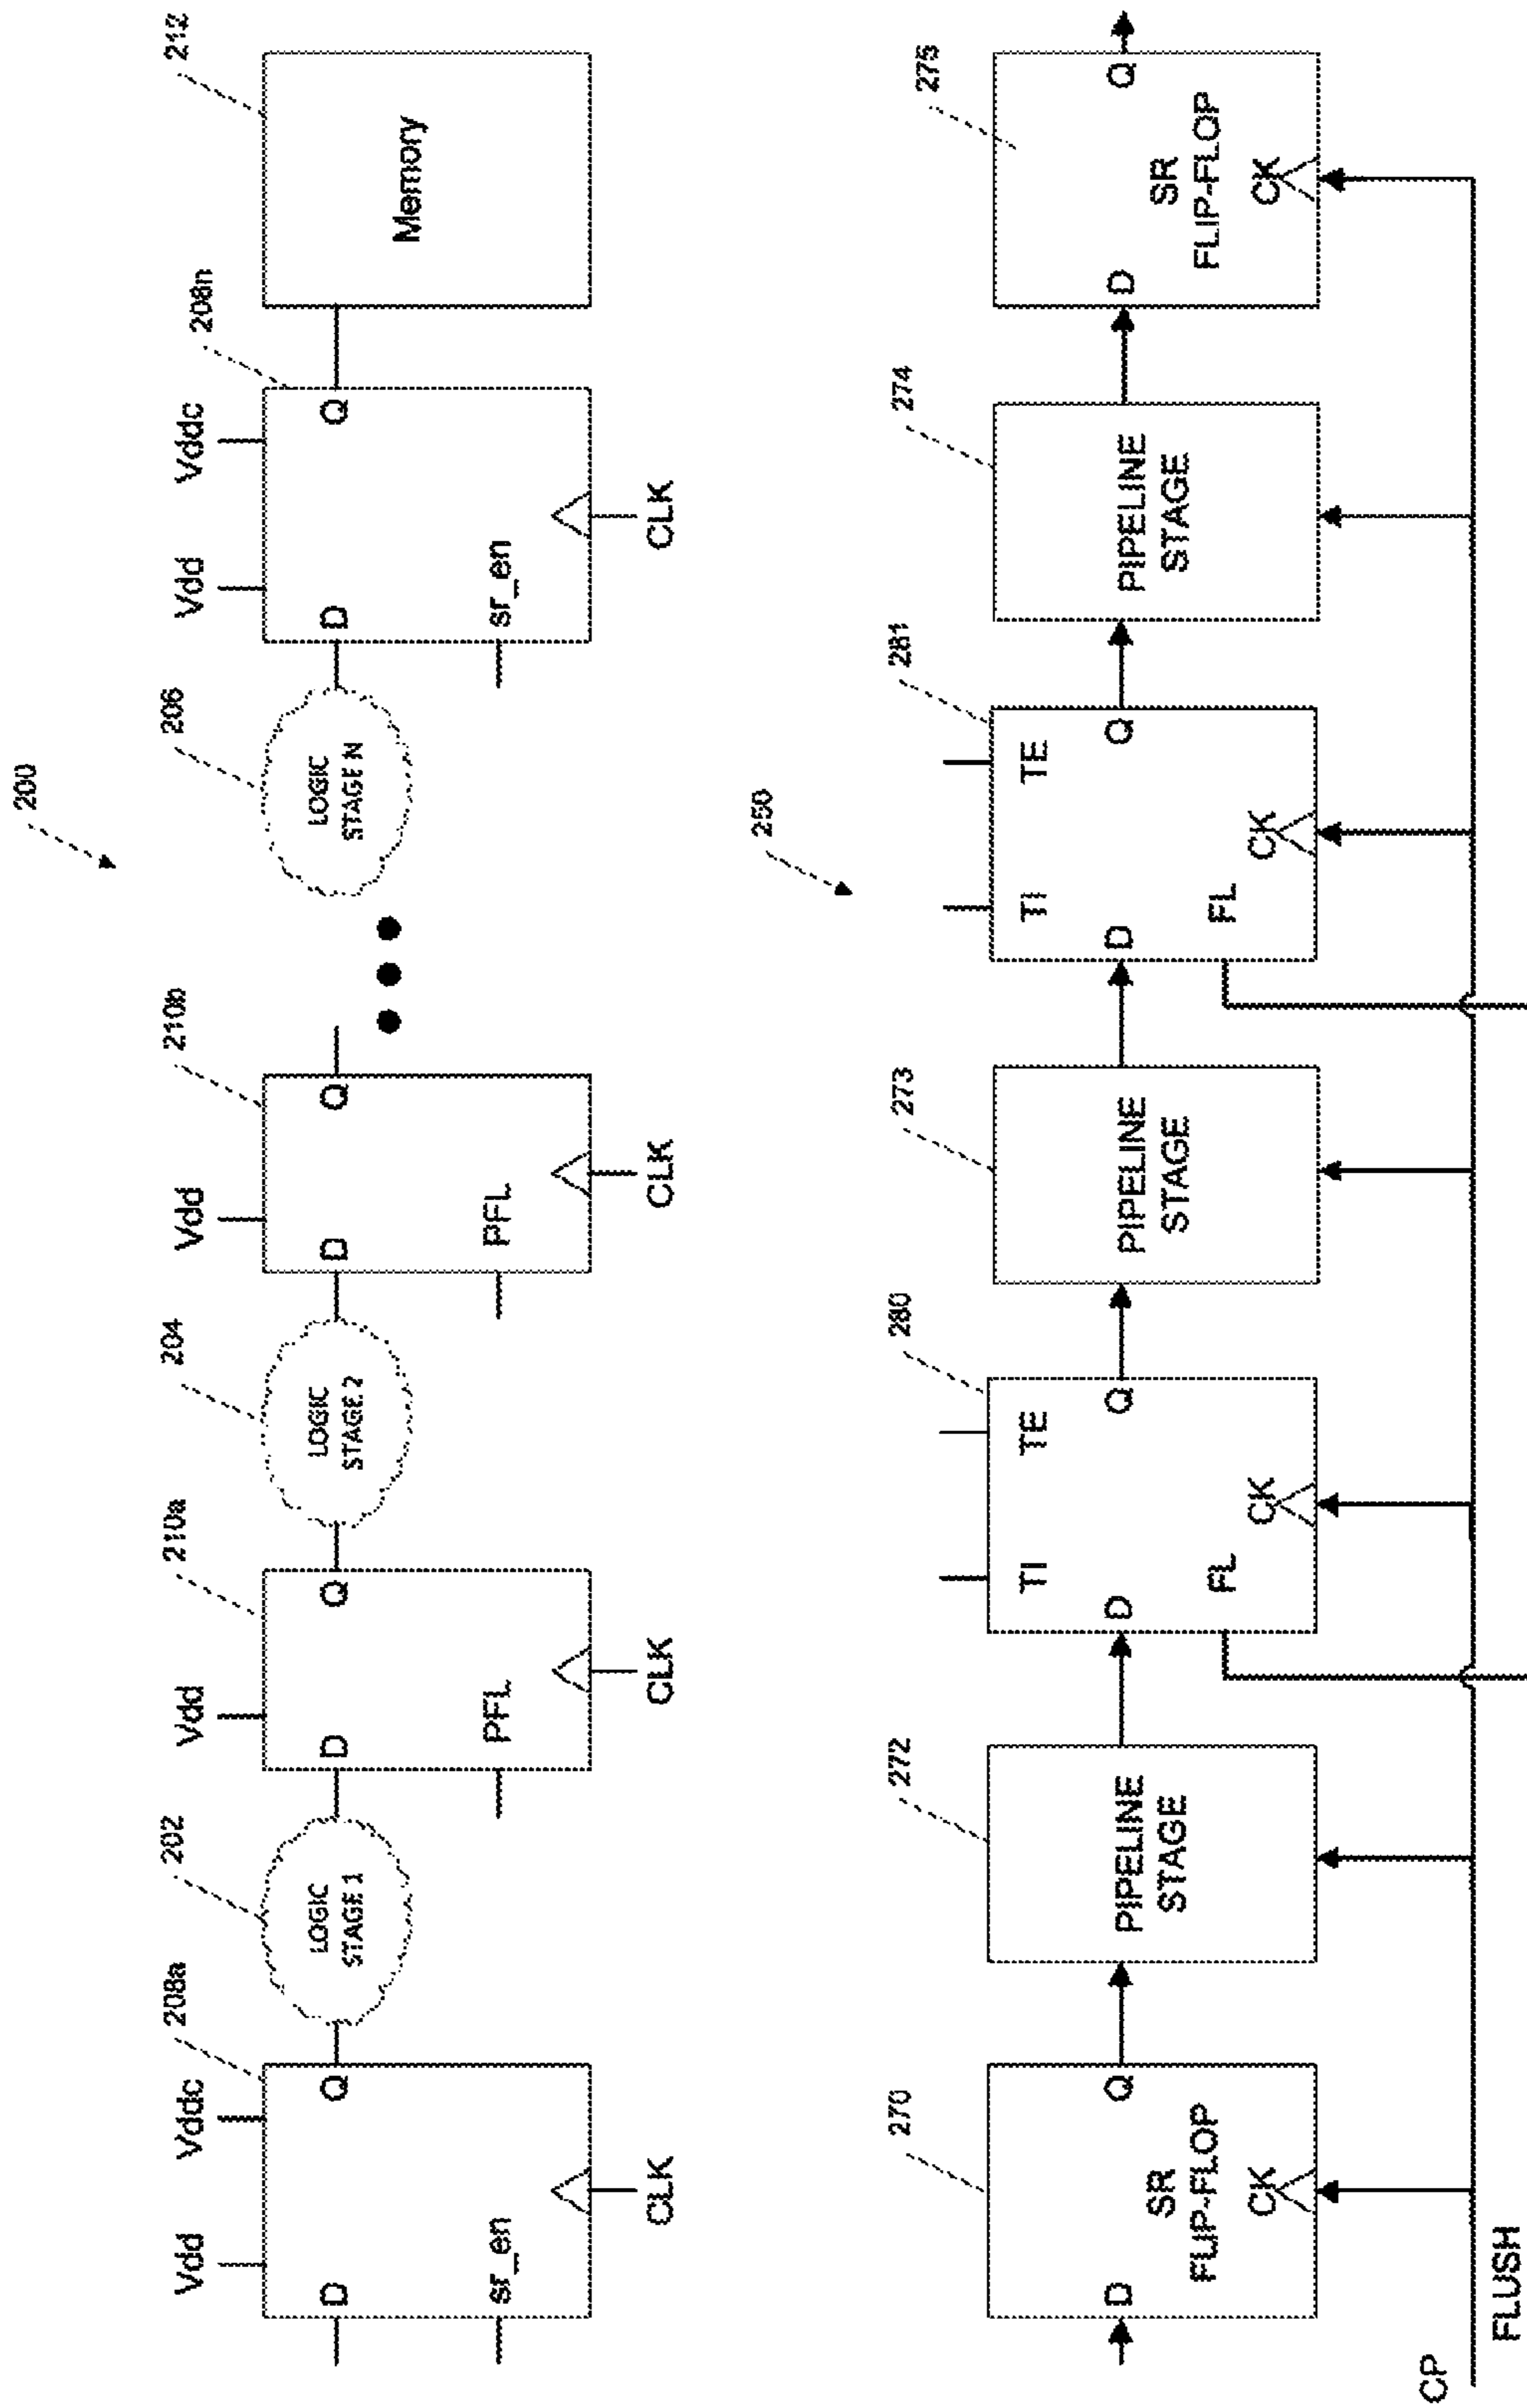 200
208a
202
210a
204
210b
206
208n
212
Vdd
Vddc
Vdd
Vdd
Vdd
Vddc
D
Q
LOGIC
STAGE 1
D
Q
LOGIC
STAGE 2
D
Q
LOGIC
STAGE N
D
Q
Memory
sr_en
PFL
PFL
sr_en
CLK
CLK
CLK
CLK
250
270
272
280
273
281
274
275
TI
TE
TI
TE
D
Q
SR
FLIP-FLOP
CK
PIPELINE
STAGE
D
Q
FL
CK
PIPELINE
STAGE
D
Q
FL
CK
PIPELINE
STAGE
D
Q
SR
FLIP-FLOP
CK
CP
FLUSH